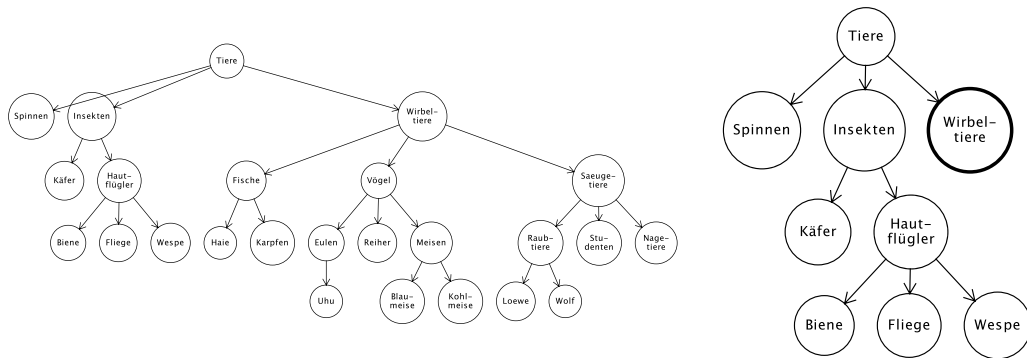 Tiere
Spinnen
Insekten
Wirbel-
tiere
Käfer
Haut-
flügler
Fische
Vögel
Saeuge-
tiere
Biene
Fliege
Wespe
Haie
Karpfen
Eulen
Reiher
Meisen
Raub-
tiere
Stu-
denten
Nage-
tiere
Uhu
Blau-
meise
Kohl-
meise
Loewe
Wolf
Tiere
Spinnen
Insekten
Wirbel-
tiere
Käfer
Haut-
flügler
Biene
Fliege
Wespe